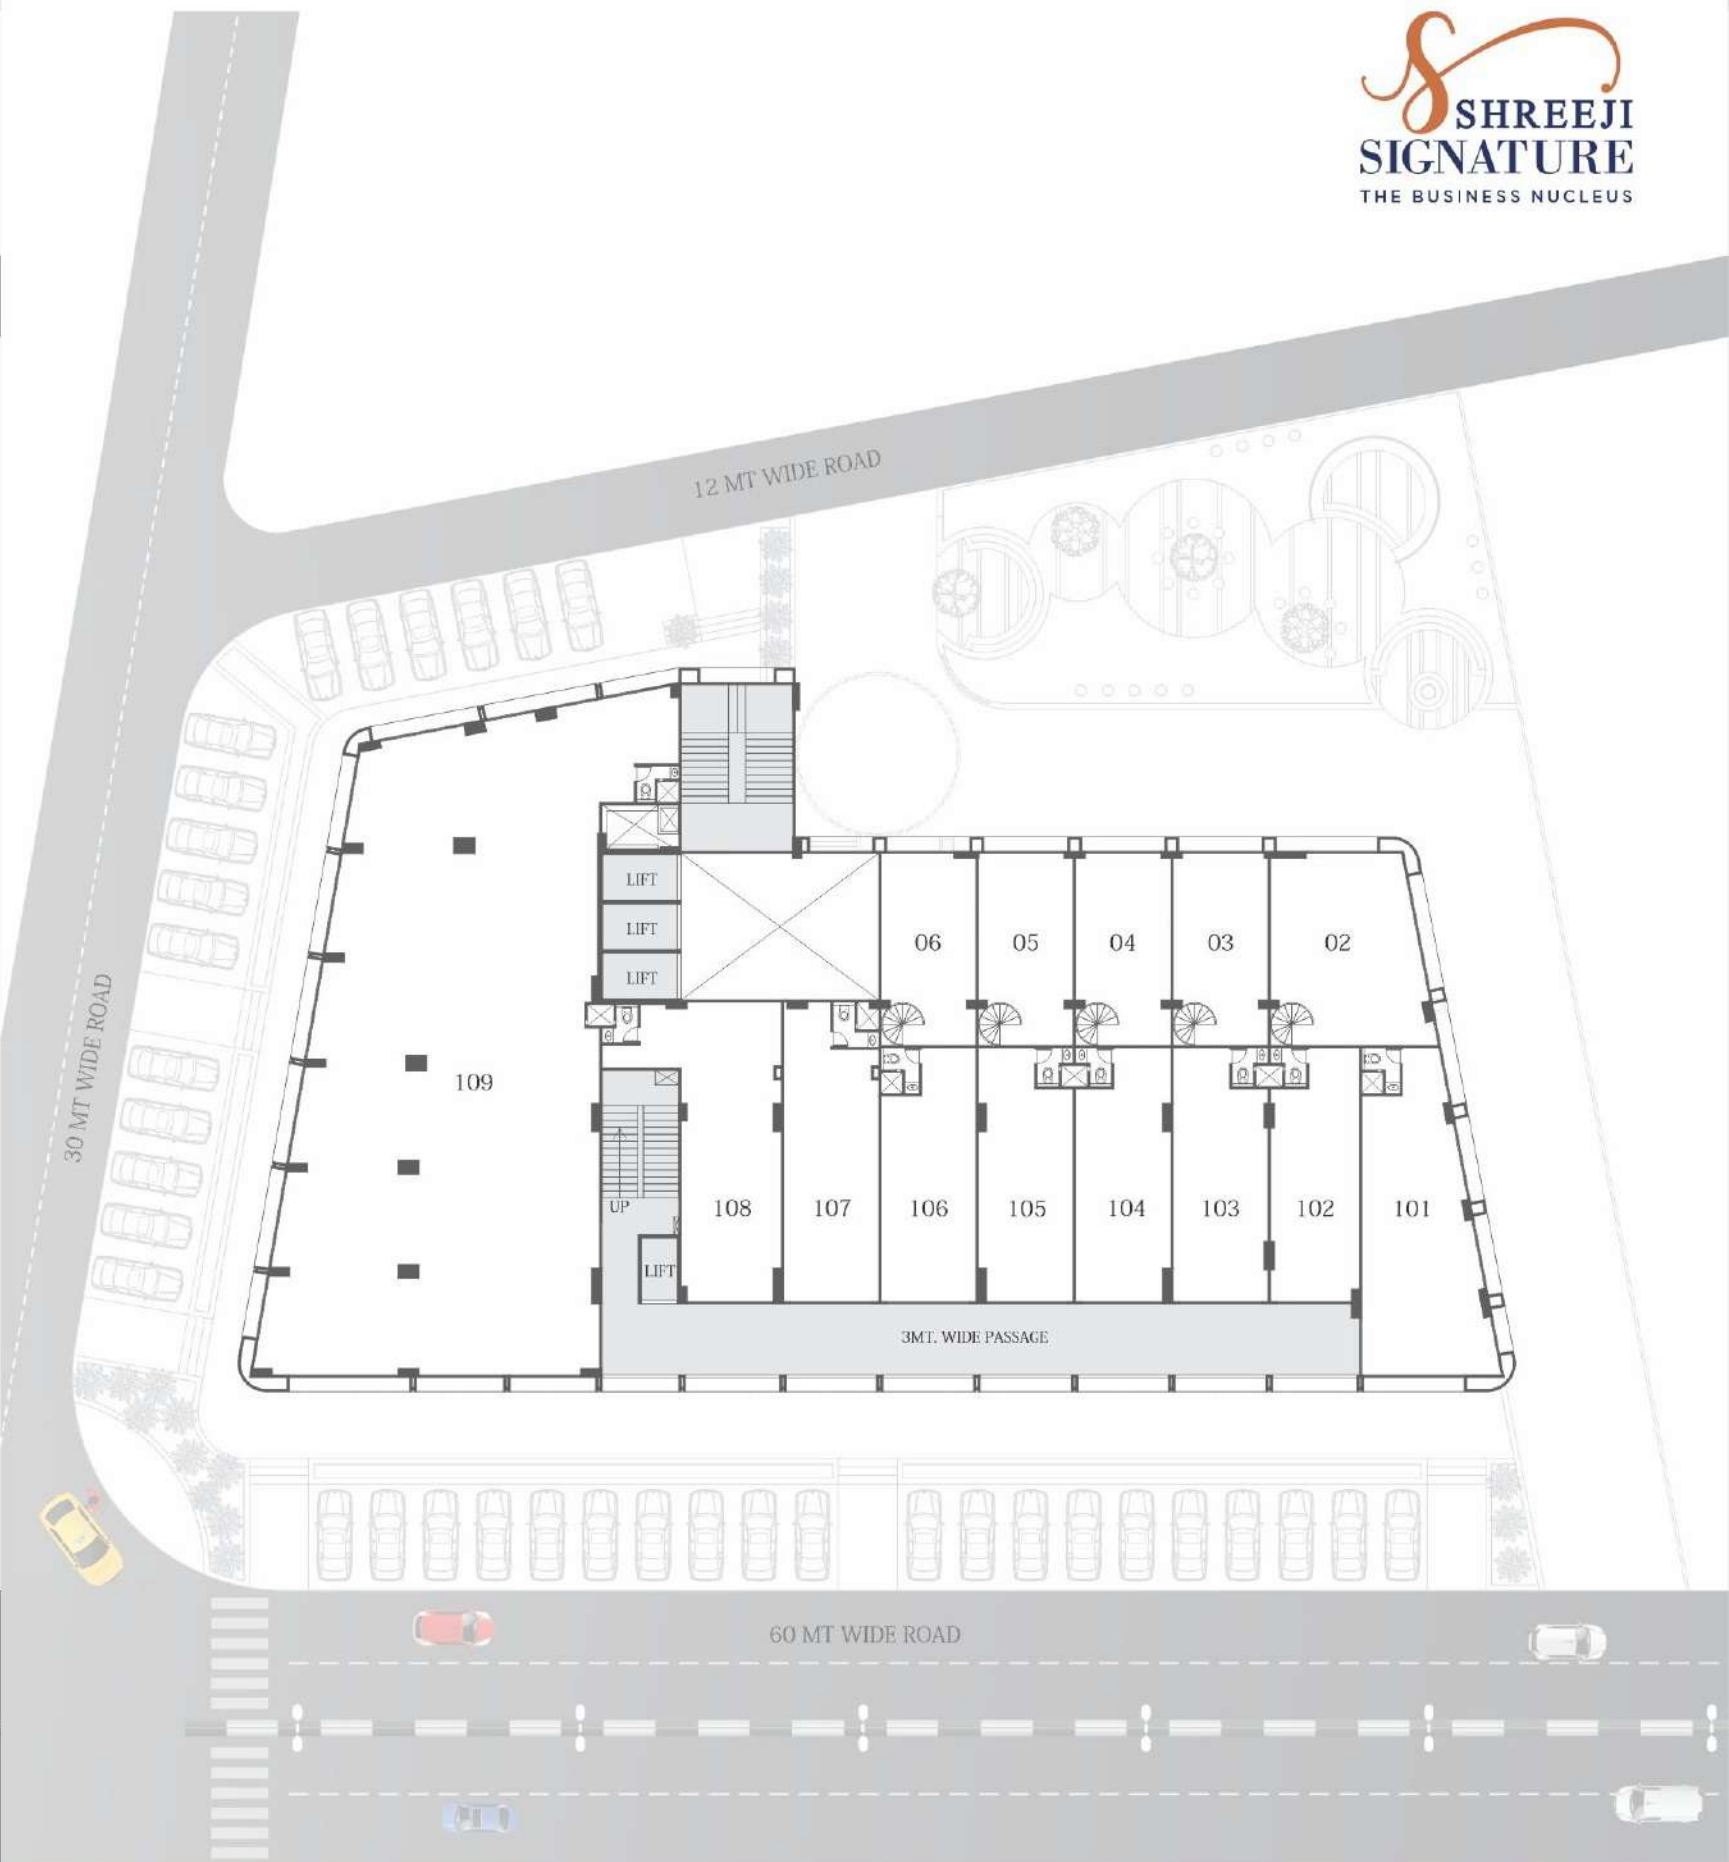 SHREEJI
SIGNATURE
THE BUSINESS NUCLEUS
12 MT WIDE ROAD
30 MT WIDE ROAD
LIFT
LIFT
LIFT
06
05
04
03
02
109
UP
LIFT
108
107
106
105
104
103
102
101
3MT. WIDE PASSAGE
60 MT WIDE ROAD